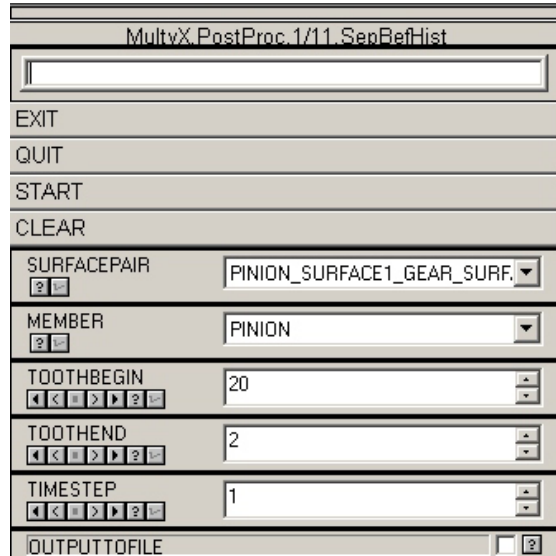 MultyX.PostProc.1/11.SepBefHist
EXIT
QUIT
START
CLEAR
SURFACEPAIR
PINION_SURFACE1_GEAR_SURF.
MEMBER
PINION
TOOTHBEGIN
20
TOOTHEND
2
TIMESTEP
1
OUTPUTTOFILE